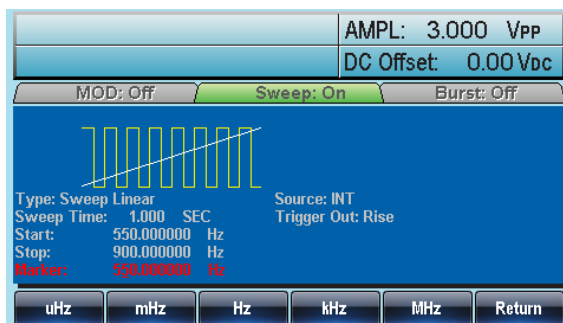 AMPL: 3.000 VPP
DC Offset: 0.00 VDC
MOD: Off Sweep: On Burst: Off
Type: Sweep Linear Source: INT
Sweep Time: 1.000 SEC Trigger Out: Rise
Start: 550.000000 Hz
Stop: 900.000000 Hz
Marker: 550.000000 Hz
uHz mHz Hz kHz MHz Return